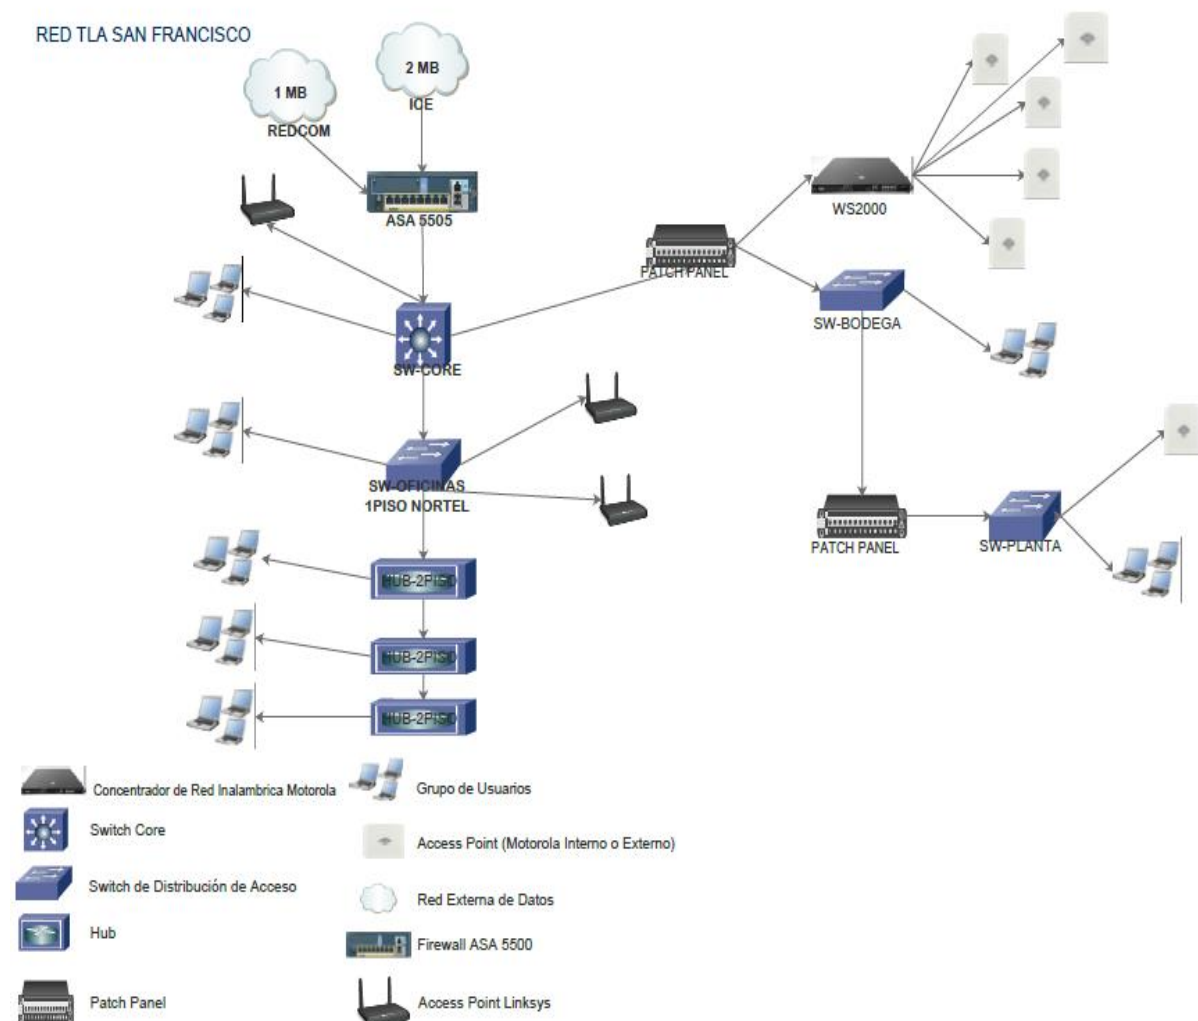 RED TLA SAN FRANCISCO
1 MB
REDCOM
2 MB
ICE
ASA 5505
WS2000
PATCH PANEL
SW-BODEGA
SW-CORE
SW-OFICINAS
1PISO NORTEL
PATCH PANEL
SW-PLANTA
HUB-2PISO
HUB-2PISO
HUB-2PISO
Concentrador de Red Inalambrica Motorola
Grupo de Usuarios
Switch Core
Access Point (Motorola Interno o Externo)
Switch de Distribución de Acceso
Red Externa de Datos
Hub
Firewall ASA 5500
Patch Panel
Access Point Linksys